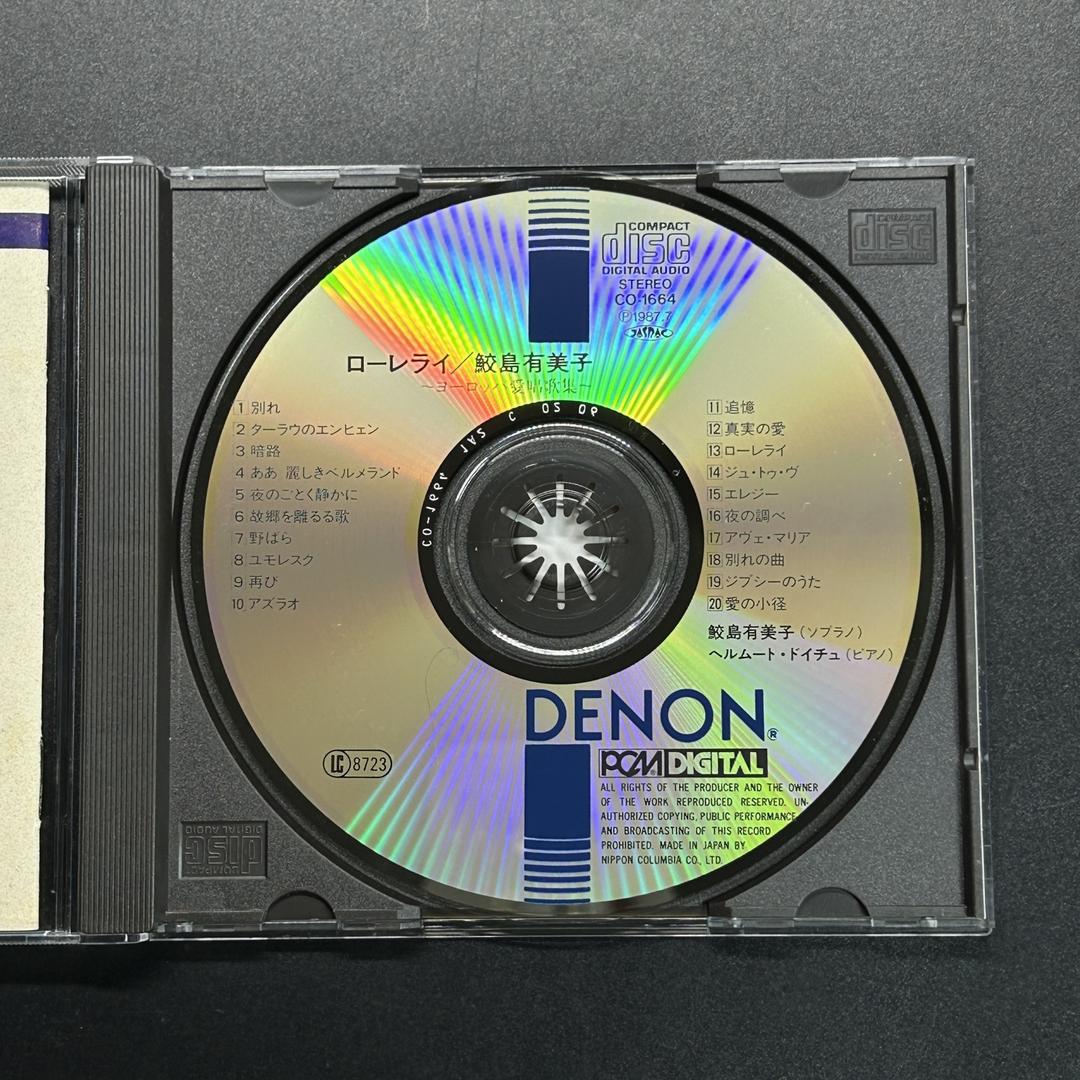 COMPACT
disc
DIGITAL AUDIO
STEREO
CO-1664
Ⓟ1987.7
JASRAC
ローレライ／鮫島有美子
〜ヨーロッパ愛唱歌集〜
1 別れ
2 ターラウのエンヒェン
3 暗路
4 ああ 麗しきベルメランド
5 夜のごとく静かに
6 故郷を離るる歌
7 野ばら
8 ユモレスク
9 再び
10 アズラオ
11 追憶
12 真実の愛
13 ローレライ
14 ジュ・トゥ・ヴ
15 エレジー
16 夜の調べ
17 アヴェ・マリア
18 別れの曲
19 ジプシーのうた
20 愛の小径
鮫島有美子（ソプラノ）
ヘルムート・ドイチュ（ピアノ）
DENON®
PCM DIGITAL
LC 8723
ALL RIGHTS OF THE PRODUCER AND THE OWNER
OF THE WORK REPRODUCED RESERVED. UN-
AUTHORIZED COPYING, PUBLIC PERFORMANCE
AND BROADCASTING OF THIS RECORD
PROHIBITED. MADE IN JAPAN BY
NIPPON COLUMBIA CO., LTD.
COMPACT
disc
DIGITAL AUDIO
COMPACT
disc
DIGITAL AUDIO